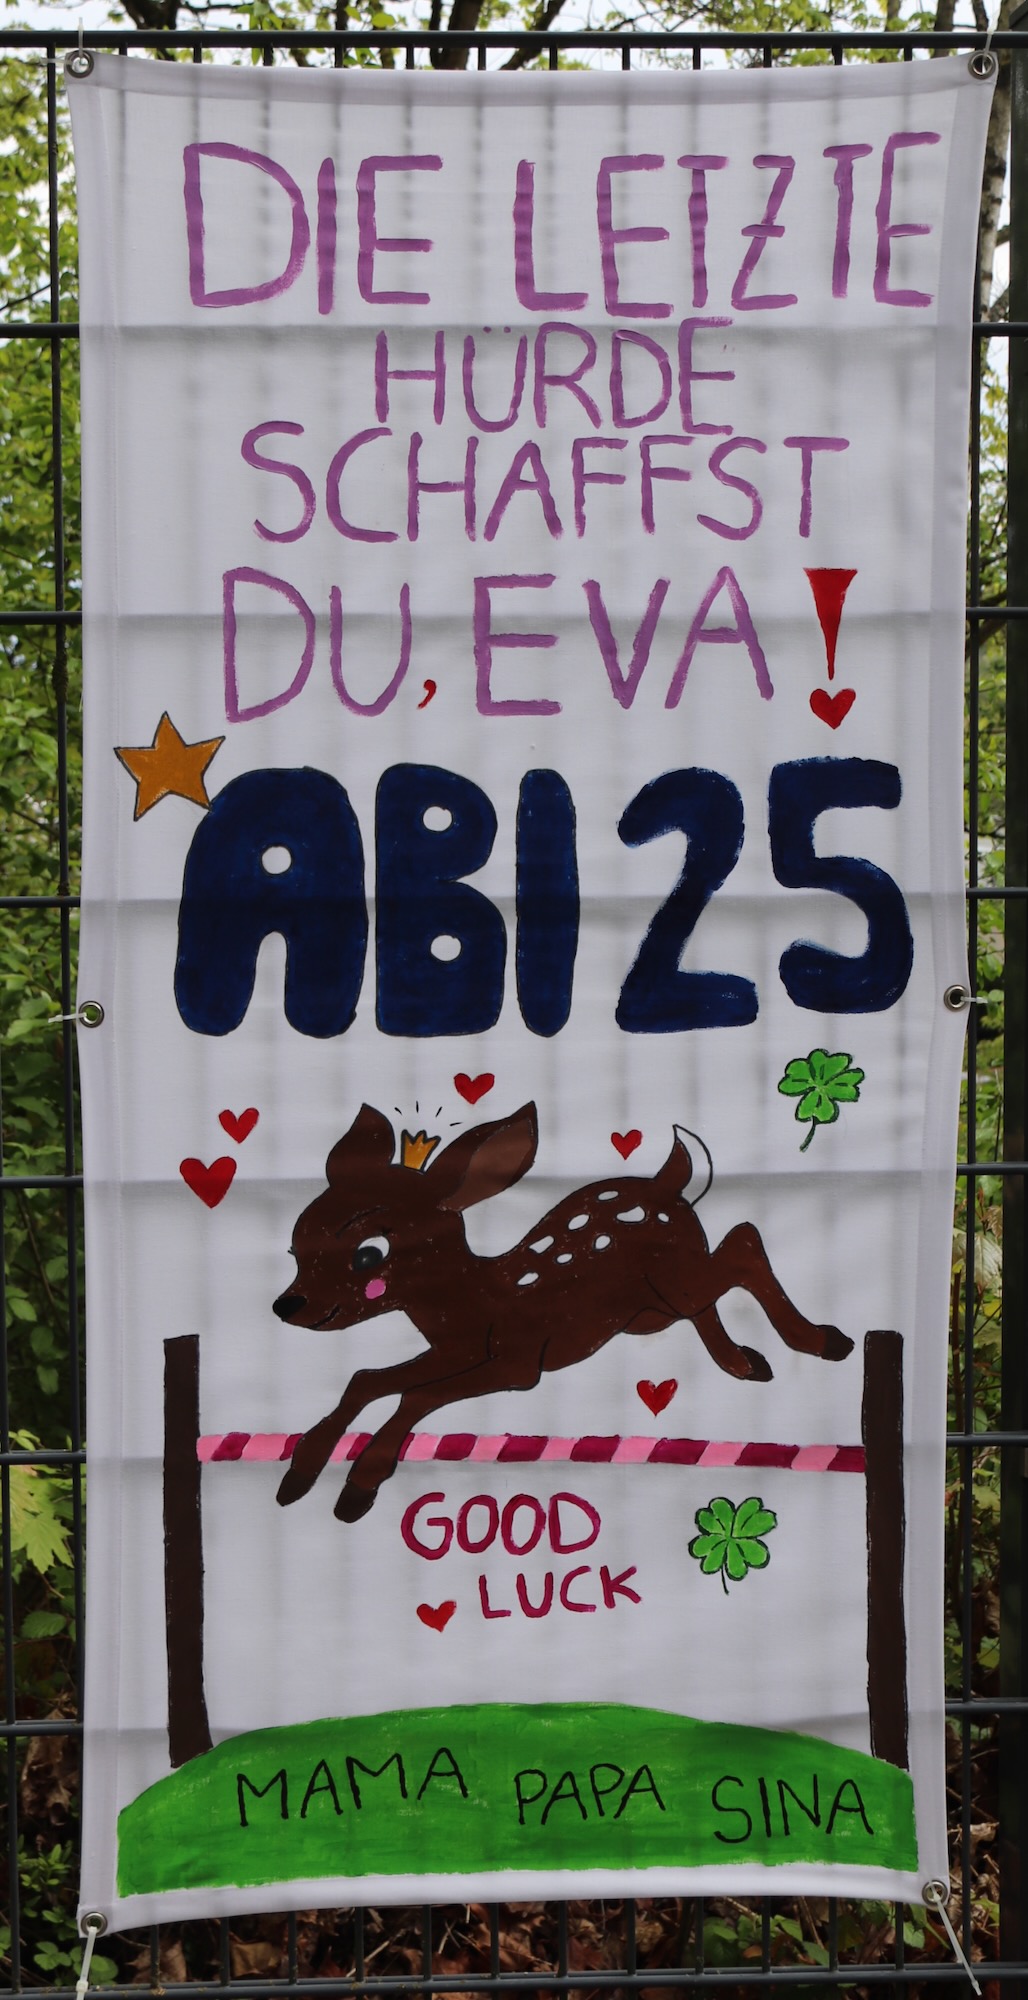 DIE LETZTE
HÜRDE
SCHAFFST
DU, EVA!
ABI 25
GOOD
LUCK
MAMA PAPA SINA